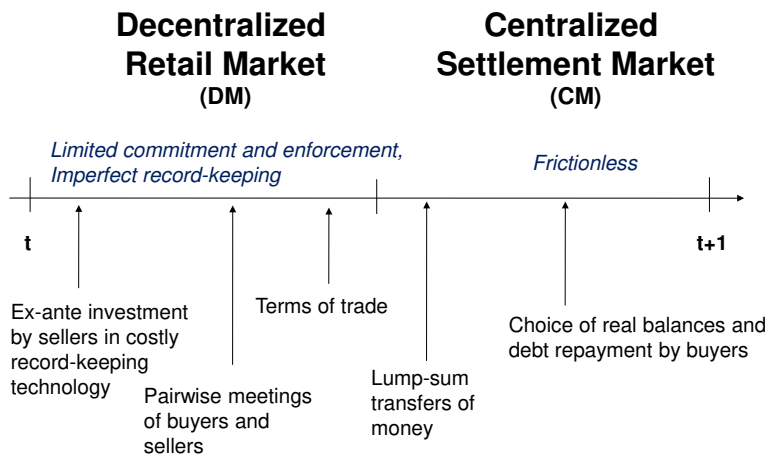 Decentralized
Retail Market
(DM)
Centralized
Settlement Market
(CM)
Limited commitment and enforcement,
Imperfect record-keeping
Frictionless
t
t+1
Ex-ante investment
by sellers in costly
record-keeping
technology
Pairwise meetings
of buyers and
sellers
Terms of trade
Lump-sum
transfers of
money
Choice of real balances and
debt repayment by buyers